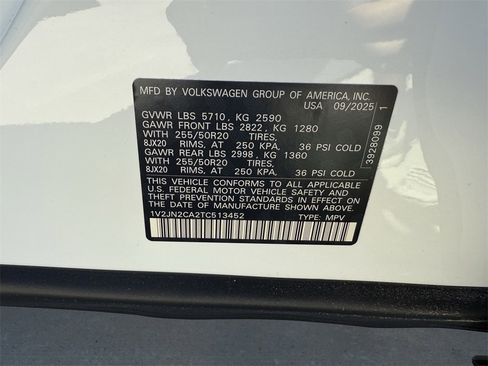 MFD BY VOLKSWAGEN GROUP OF AMERICA, INC.
USA 09/2025
GVWR LBS 5710, KG 2590
GAWR FRONT LBS 2822, KG 1280
WITH 255/50R20 TIRES,
8JX20 RIMS, AT 250 KPA. 36 PSI COLD
GAWR REAR LBS 2998, KG 1360
WITH 255/50R20 TIRES,
8JX20 RIMS, AT 250 KPA. 36 PSI COLD
THIS VEHICLE CONFORMS TO ALL APPLICABLE
U.S. FEDERAL MOTOR VEHICLE SAFETY AND
THEFT PREVENTION STANDARDS IN EFFECT ON
THE DATE OF MANUFACTURE SHOWN ABOVE.
1V2JN2CA2TC513452 TYPE: MPV
3928099 1